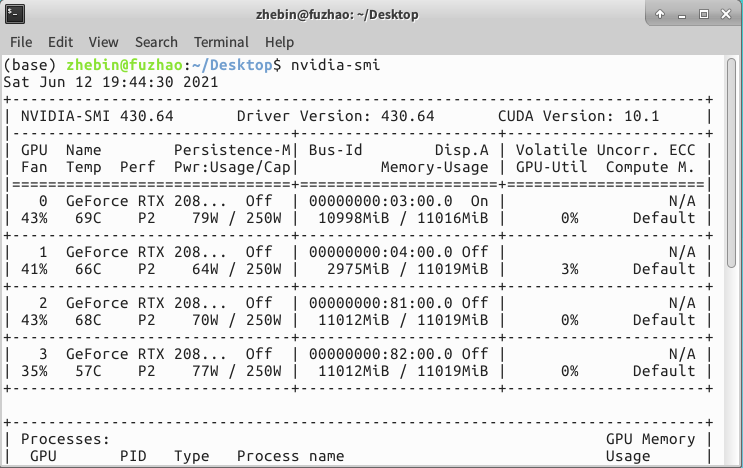 zhebin@fuzhao: ~/Desktop
File Edit View Search Terminal Help
(base) zhebin@fuzhao:~/Desktop$ nvidia-smi
Sat Jun 12 19:44:30 2021
+-----------------------------------------------------------------------------+
| NVIDIA-SMI 430.64       Driver Version: 430.64       CUDA Version: 10.1     |
|-------------------------------+----------------------+----------------------+
| GPU  Name        Persistence-M| Bus-Id        Disp.A | Volatile Uncorr. ECC |
| Fan  Temp  Perf  Pwr:Usage/Cap|         Memory-Usage | GPU-Util  Compute M. |
|===============================+======================+======================|
|   0  GeForce RTX 208...  Off  | 00000000:03:00.0  On |                  N/A |
| 43%   69C    P2    79W / 250W |  10998MiB / 11016MiB |      0%      Default |
+-------------------------------+----------------------+----------------------+
|   1  GeForce RTX 208...  Off  | 00000000:04:00.0 Off |                  N/A |
| 41%   66C    P2    64W / 250W |   2975MiB / 11019MiB |      3%      Default |
+-------------------------------+----------------------+----------------------+
|   2  GeForce RTX 208...  Off  | 00000000:81:00.0 Off |                  N/A |
| 43%   68C    P2    70W / 250W |  11012MiB / 11019MiB |      0%      Default |
+-------------------------------+----------------------+----------------------+
|   3  GeForce RTX 208...  Off  | 00000000:82:00.0 Off |                  N/A |
| 35%   57C    P2    77W / 250W |  11012MiB / 11019MiB |      0%      Default |
+-------------------------------+----------------------+----------------------+
+-----------------------------------------------------------------------------+
| Processes:                                                       GPU Memory |
|  GPU       PID   Type   Process name                             Usage      |